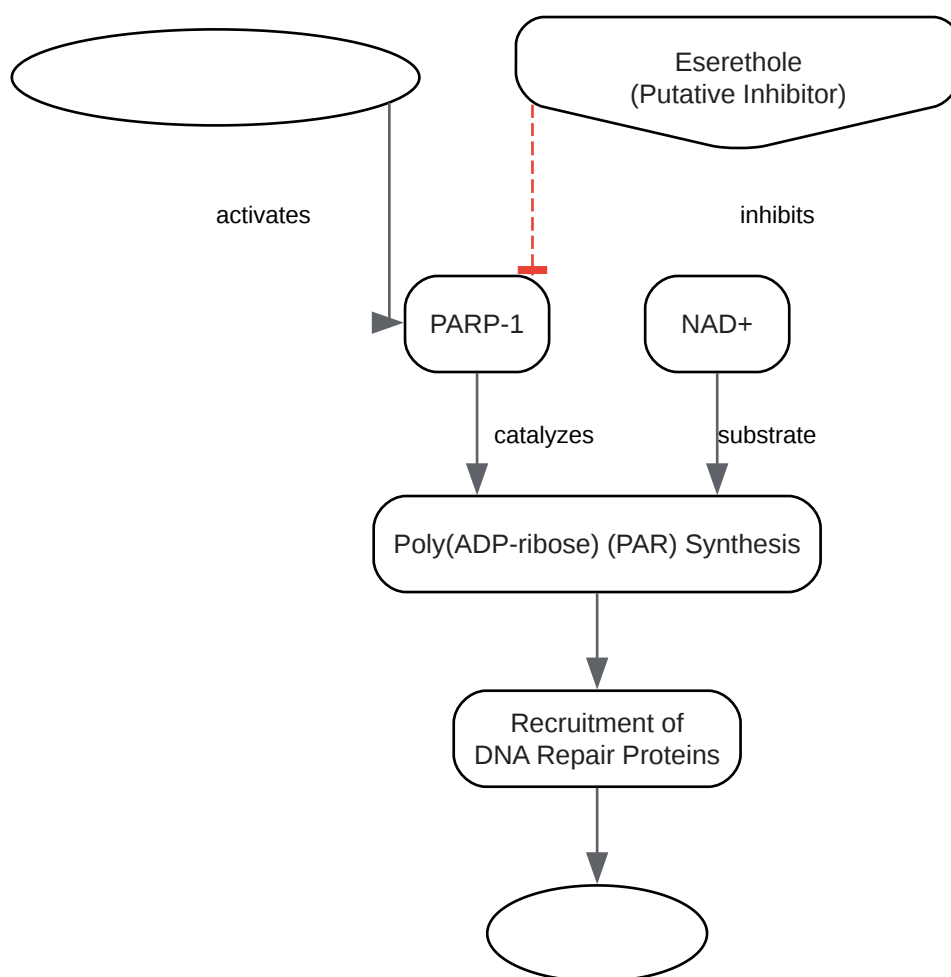 Eserethole
(Putative Inhibitor)
activates
inhibits
PARP-1
NAD+
catalyzes
substrate
Poly(ADP-ribose) (PAR) Synthesis
Recruitment of
DNA Repair Proteins